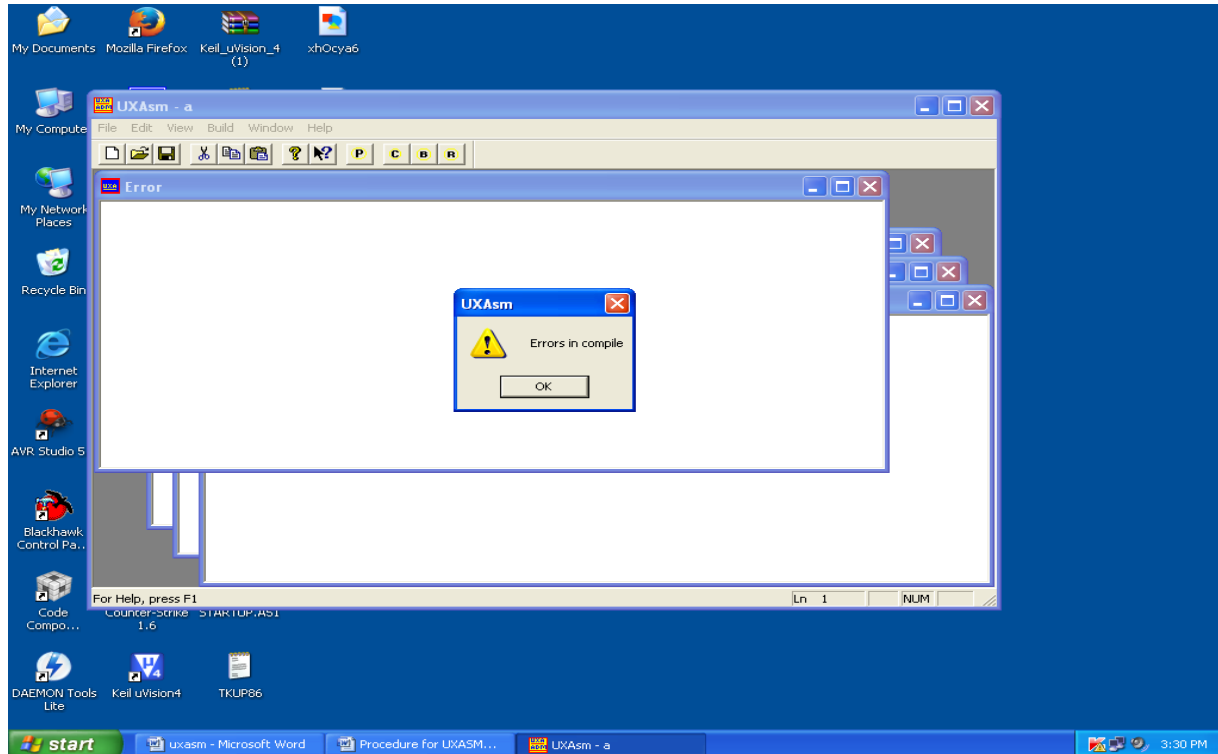 My Documents
Mozilla Firefox
Keil_uVision_4
(1)
xhOcya6
My Compute
UXA
ADM
UXAsm - a
File Edit View Build Window Help
P C B R
UXA
Error
My Network
Places
Recycle Bin
UXAsm
Errors in compile
OK
Internet
Explorer
AVR Studio 5
Blackhawk
Control Pa..
For Help, press F1
Ln 1
NUM
Code
Compo...
Counter-Strike
1.6
STARTUP.A51
DAEMON Tools
Lite
Keil uVision4
TKUP86
start
uxasm - Microsoft Word
Procedure for UXASM...
UXAsm - a
3:30 PM